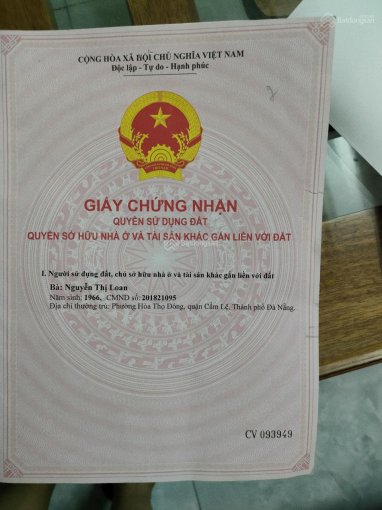 CỘNG HÒA XÃ HỘI CHỦ NGHĨA VIỆT NAM
Độc lập - Tự do - Hạnh phúc
GIẤY CHỨNG NHẬN
QUYỀN SỬ DỤNG ĐẤT
QUYỀN SỞ HỮU NHÀ Ở VÀ TÀI SẢN KHÁC GẮN LIỀN VỚI ĐẤT
I. Người sử dụng đất, chủ sở hữu nhà ở và tài sản khác gắn liền với đất
Bà: Nguyễn Thị Loan
Năm sinh: 1966, CMND số: 201821095
Địa chỉ thường trú: Phường Hòa Thọ Đông, quận Cẩm Lệ, Thành phố Đà Nẵng.
CV 093949